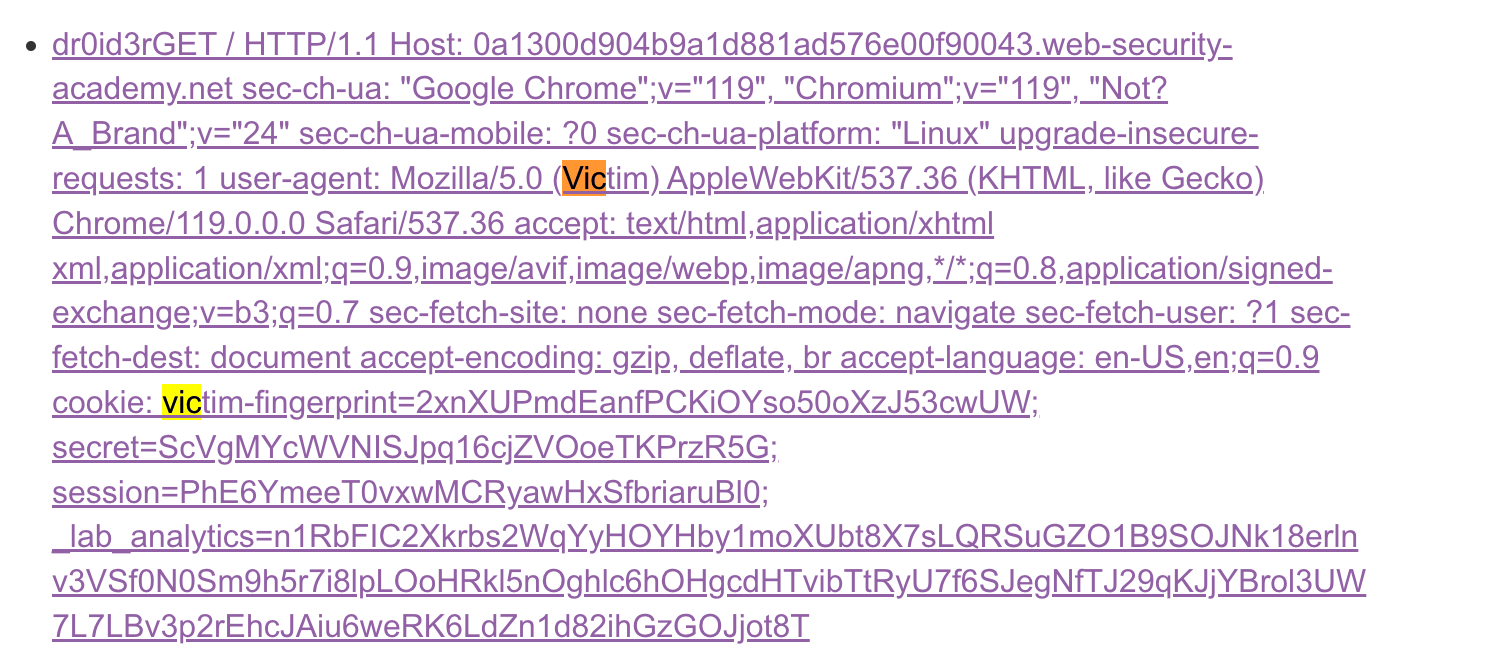 dr0id3rGET / HTTP/1.1 Host: 0a1300d904b9a1d881ad576e00f90043.web-security-
academy.net sec-ch-ua: "Google Chrome";v="119", "Chromium";v="119", "Not?
A_Brand";v="24" sec-ch-ua-mobile: ?0 sec-ch-ua-platform: "Linux" upgrade-insecure-
requests: 1 user-agent: Mozilla/5.0 (Victim) AppleWebKit/537.36 (KHTML, like Gecko)
Chrome/119.0.0.0 Safari/537.36 accept: text/html,application/xhtml
xml,application/xml;q=0.9,image/avif,image/webp,image/apng,*/*;q=0.8,application/signed-
exchange;v=b3;q=0.7 sec-fetch-site: none sec-fetch-mode: navigate sec-fetch-user: ?1 sec-
fetch-dest: document accept-encoding: gzip, deflate, br accept-language: en-US,en;q=0.9
cookie: victim-fingerprint=2xnXUPmdEanfPCKiOYso50oXzJ53cwUW;
secret=ScVgMYcWVNISJpq16cjZVOoeTKPrzR5G;
session=PhE6YmeeT0vxwMCRyawHxSfbriaruBl0;
_lab_analytics=n1RbFIC2Xkrbs2WqYyHOYHby1moXUbt8X7sLQRSuGZO1B9SOJNk18erln
v3VSf0N0Sm9h5r7i8lpLOoHRkl5nOghlc6hOHgcdHTvibTtRyU7f6SJegNfTJ29qKJjYBrol3UW
7L7LBv3p2rEhcJAiu6weRK6LdZn1d82ihGzGOJjot8T